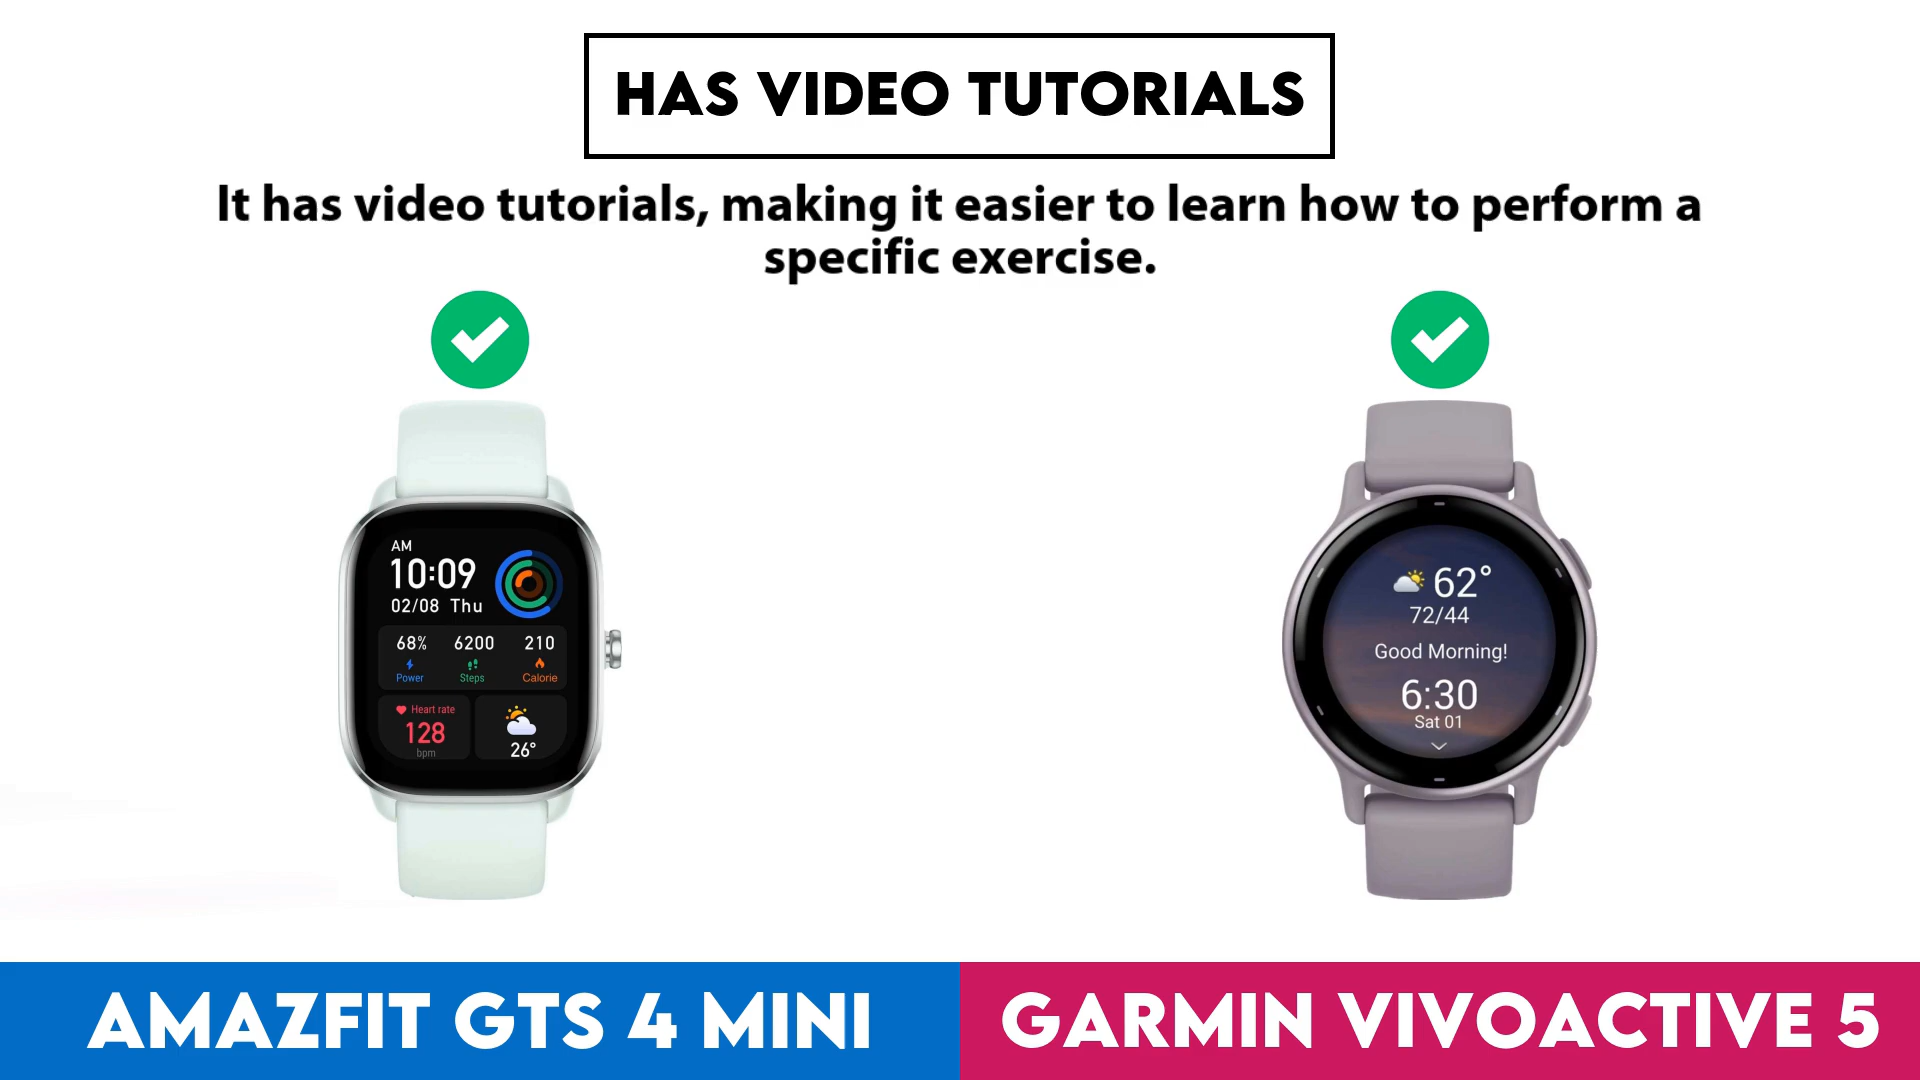 HAS VIDEO TUTORIALS
It has video tutorials, making it easier to learn how to perform a
specific exercise.
AM
10:09
02/08 Thu
68% 6200 210
Power Steps Calorie
Heart rate
128
bpm
26°
62°
72/44
Good Morning!
6:30
Sat 01
AMAZFIT GTS 4 MINI
GARMIN VIVOACTIVE 5